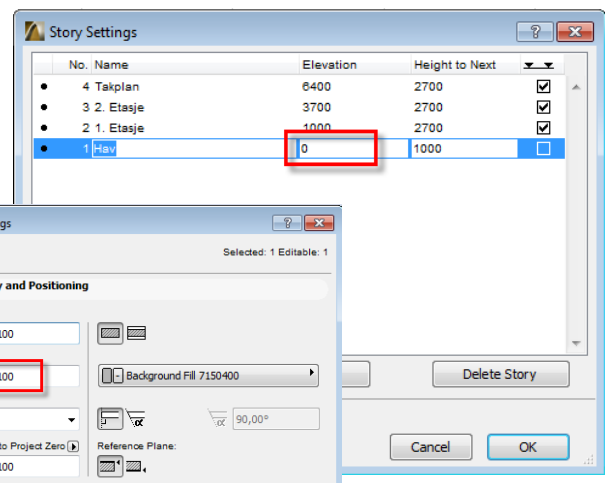 Story Settings
No. Name Elevation Height to Next
4 Takplan 6400 2700
3 2. Etasje 3700 2700
2 1. Etasje 1000 2700
1 Hav 0 1000
gs
Selected: 1 Editable: 1
y and Positioning
100
100 Background Fill 7150400
Delete Story
α α 90,00°
to Project Zero Reference Plane:
100
Cancel OK